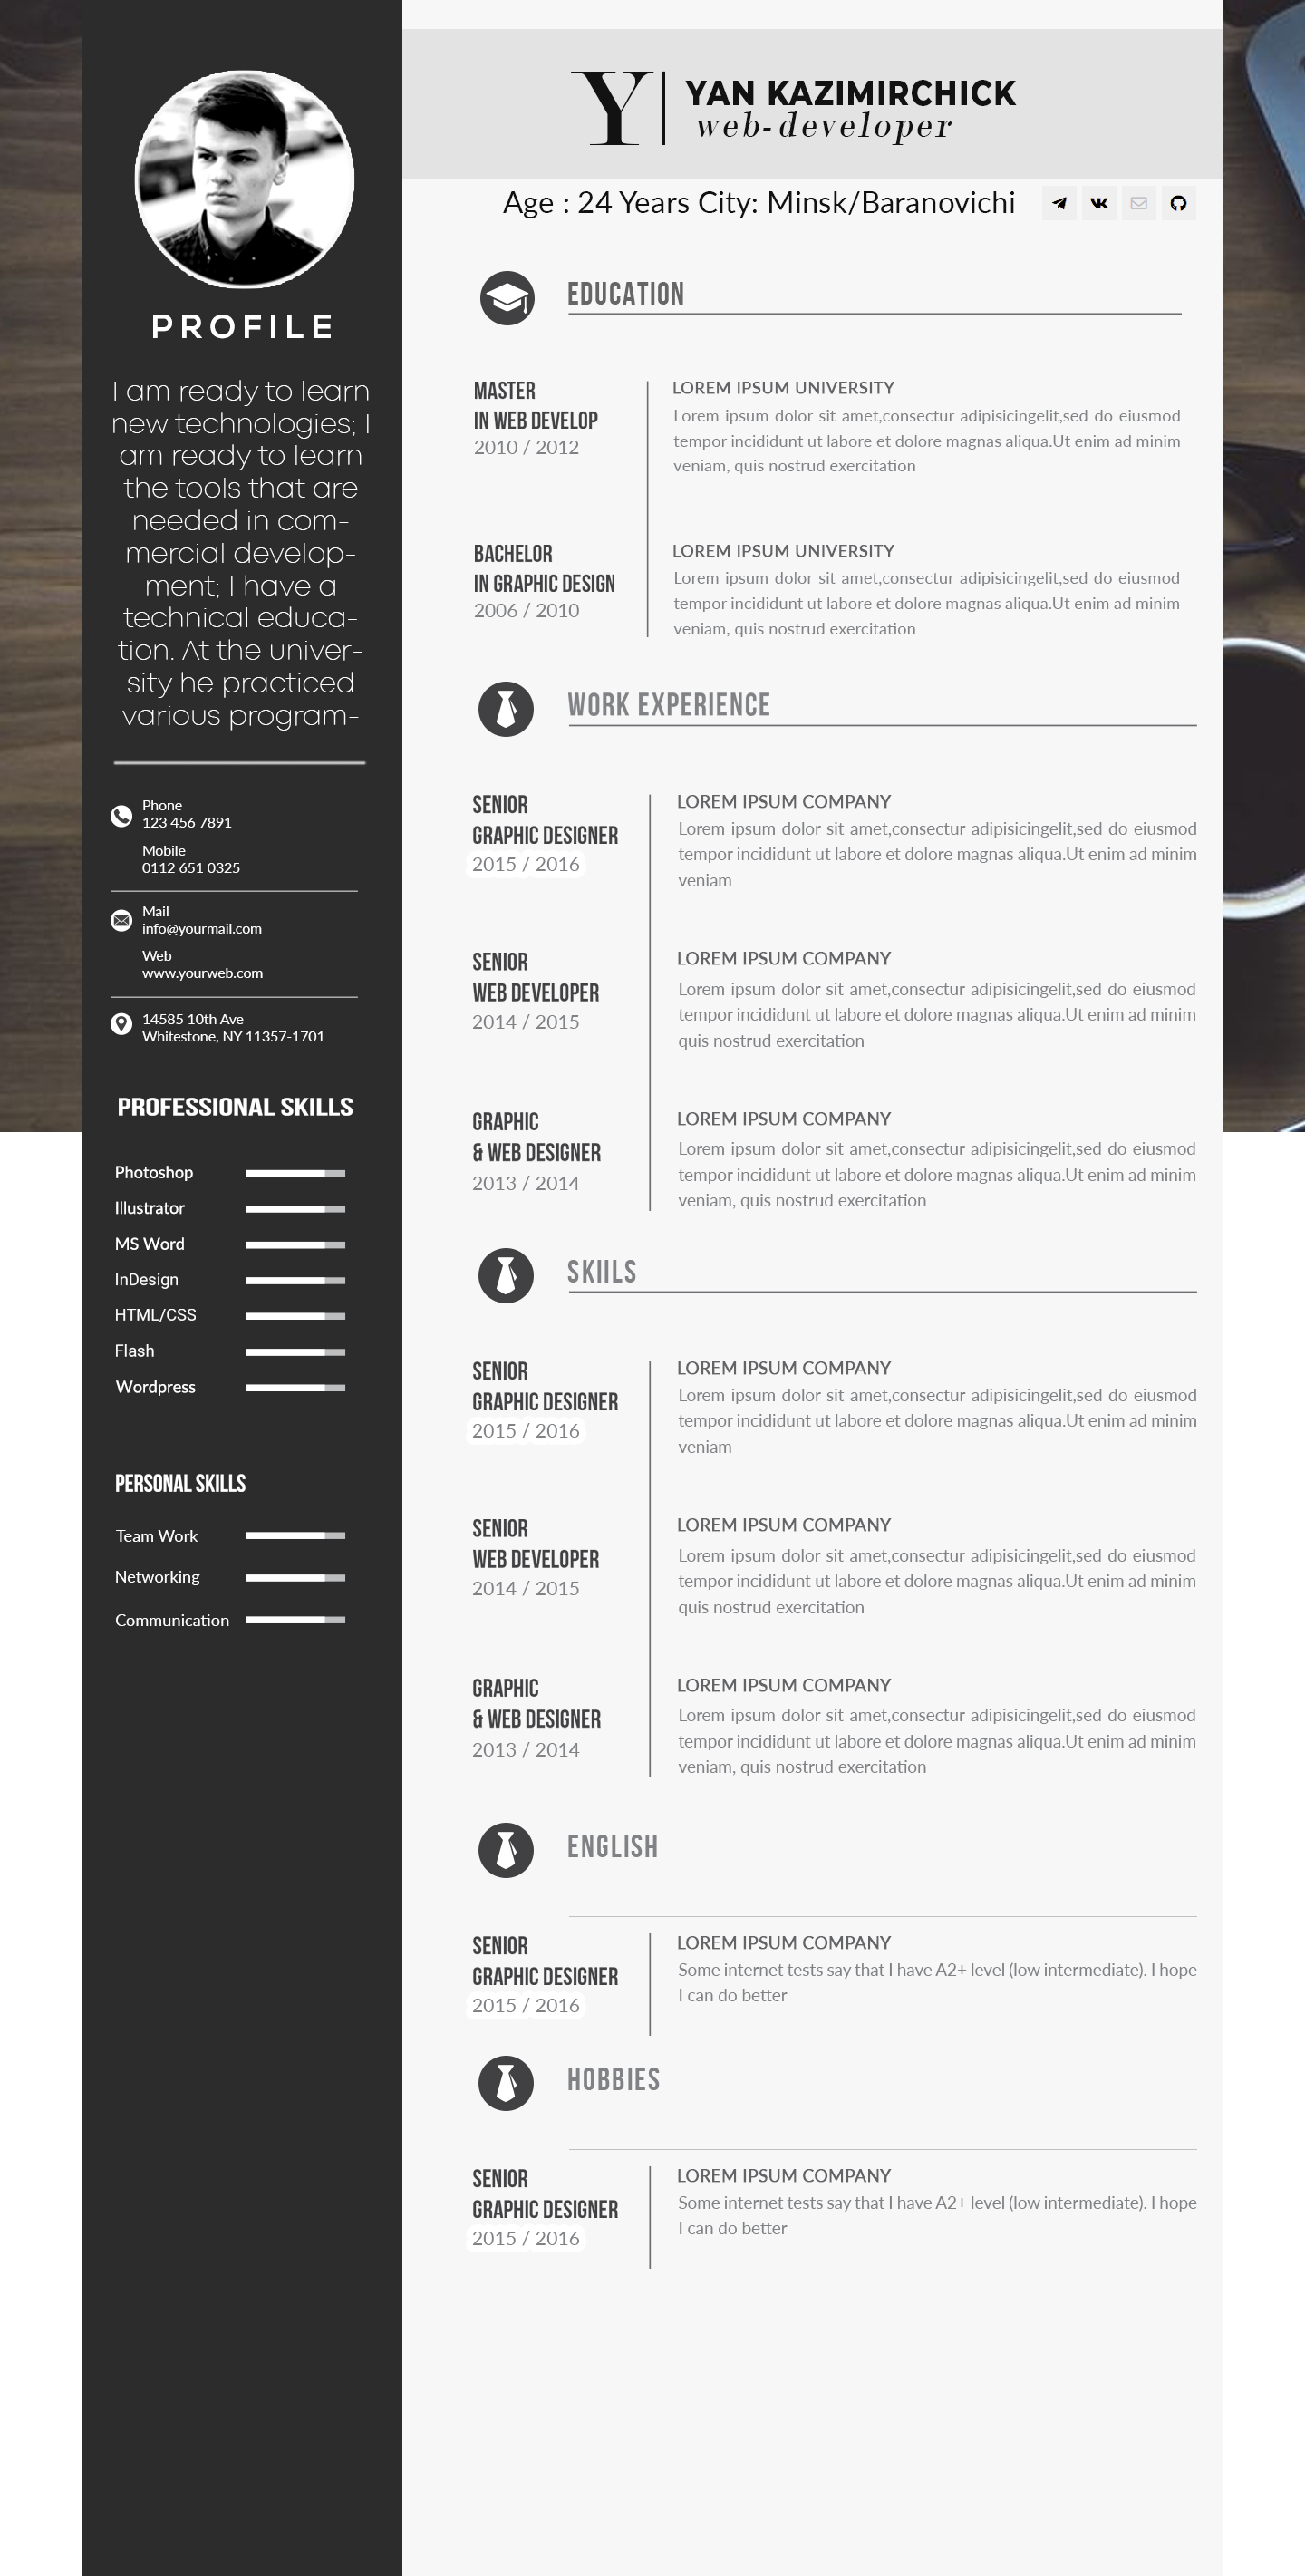 PROFILE
I am ready to learn
new technologies; I
am ready to learn
the tools that are
needed in com-
mercial develop-
ment; I have a
technical educa-
tion. At the univer-
sity he practiced
various program-
Phone
123 456 7891
Mobile
0112 651 0325
Mail
info@yourmail.com
Web
www.yourweb.com
14585 10th Ave
Whitestone, NY 11357-1701
PROFESSIONAL SKILLS
Photoshop
Illustrator
MS Word
InDesign
HTML/CSS
Flash
Wordpress
PERSONAL SKILLS
Team Work
Networking
Communication
Y
YAN KAZIMIRCHICK
web-developer
Age : 24 Years City: Minsk/Baranovichi
EDUCATION
MASTER
IN WEB DEVELOP
2010 / 2012
LOREM IPSUM UNIVERSITY
Lorem ipsum dolor sit amet,consectur adipisicingelit,sed do eiusmod
tempor incididunt ut labore et dolore magnas aliqua.Ut enim ad minim
veniam, quis nostrud exercitation
BACHELOR
IN GRAPHIC DESIGN
2006 / 2010
LOREM IPSUM UNIVERSITY
Lorem ipsum dolor sit amet,consectur adipisicingelit,sed do eiusmod
tempor incididunt ut labore et dolore magnas aliqua.Ut enim ad minim
veniam, quis nostrud exercitation
WORK EXPERIENCE
SENIOR
GRAPHIC DESIGNER
2015 / 2016
LOREM IPSUM COMPANY
Lorem ipsum dolor sit amet,consectur adipisicingelit,sed do eiusmod
tempor incididunt ut labore et dolore magnas aliqua.Ut enim ad minim
veniam
SENIOR
WEB DEVELOPER
2014 / 2015
LOREM IPSUM COMPANY
Lorem ipsum dolor sit amet,consectur adipisicingelit,sed do eiusmod
tempor incididunt ut labore et dolore magnas aliqua.Ut enim ad minim
quis nostrud exercitation
GRAPHIC
& WEB DESIGNER
2013 / 2014
LOREM IPSUM COMPANY
Lorem ipsum dolor sit amet,consectur adipisicingelit,sed do eiusmod
tempor incididunt ut labore et dolore magnas aliqua.Ut enim ad minim
veniam, quis nostrud exercitation
SKIILS
SENIOR
GRAPHIC DESIGNER
2015 / 2016
LOREM IPSUM COMPANY
Lorem ipsum dolor sit amet,consectur adipisicingelit,sed do eiusmod
tempor incididunt ut labore et dolore magnas aliqua.Ut enim ad minim
veniam
SENIOR
WEB DEVELOPER
2014 / 2015
LOREM IPSUM COMPANY
Lorem ipsum dolor sit amet,consectur adipisicingelit,sed do eiusmod
tempor incididunt ut labore et dolore magnas aliqua.Ut enim ad minim
quis nostrud exercitation
GRAPHIC
& WEB DESIGNER
2013 / 2014
LOREM IPSUM COMPANY
Lorem ipsum dolor sit amet,consectur adipisicingelit,sed do eiusmod
tempor incididunt ut labore et dolore magnas aliqua.Ut enim ad minim
veniam, quis nostrud exercitation
ENGLISH
SENIOR
GRAPHIC DESIGNER
2015 / 2016
LOREM IPSUM COMPANY
Some internet tests say that I have A2+ level (low intermediate). I hope
I can do better
HOBBIES
SENIOR
GRAPHIC DESIGNER
2015 / 2016
LOREM IPSUM COMPANY
Some internet tests say that I have A2+ level (low intermediate). I hope
I can do better